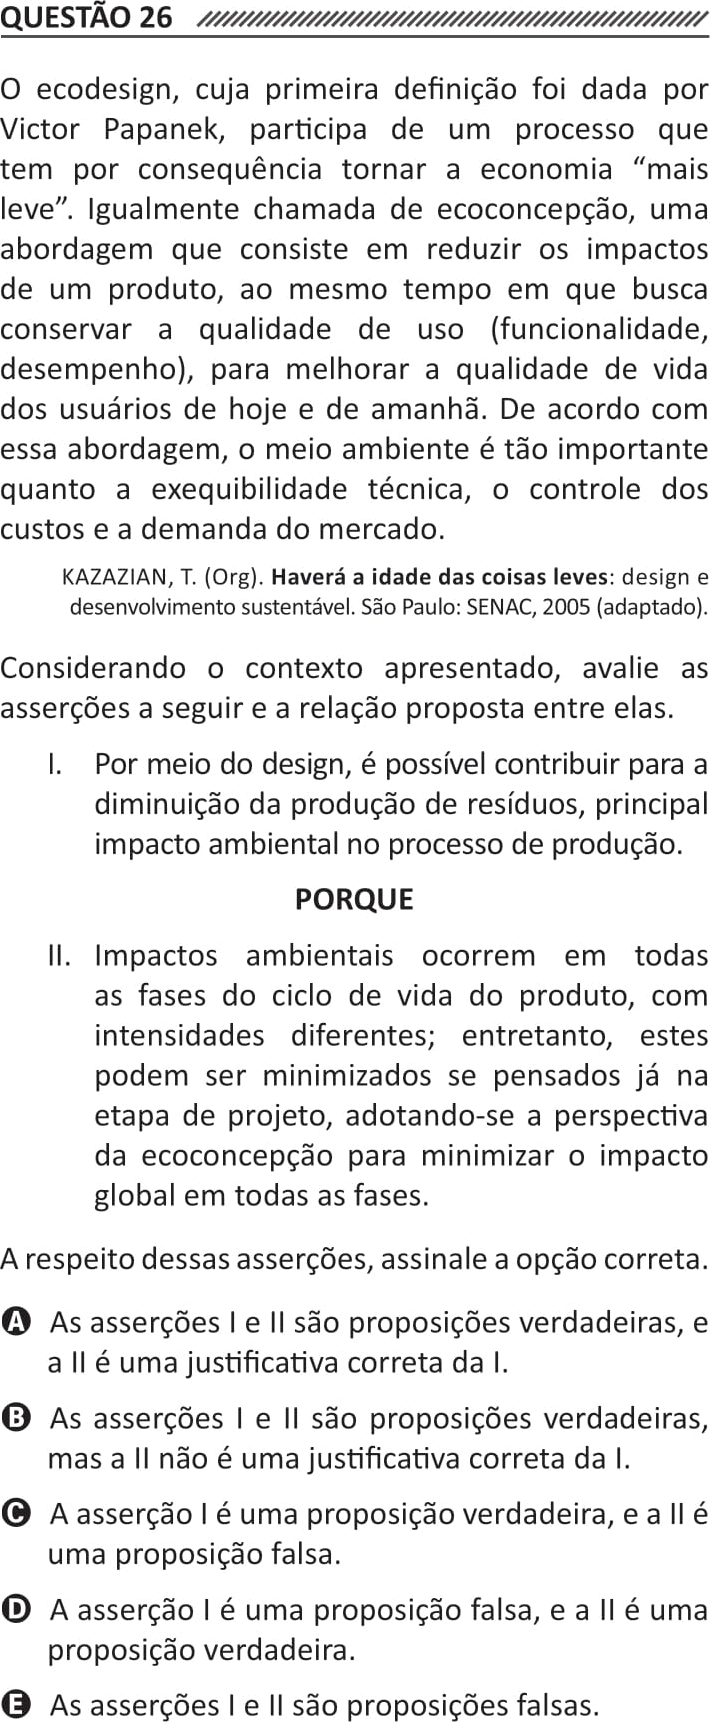 QUESTÃO 26
O ecodesign, cuja primeira definição foi dada por
Victor Papanek, participa de um processo que
tem por consequência tornar a economia “mais
leve”. Igualmente chamada de ecoconcepção, uma
abordagem que consiste em reduzir os impactos
de um produto, ao mesmo tempo em que busca
conservar a qualidade de uso (funcionalidade,
desempenho), para melhorar a qualidade de vida
dos usuários de hoje e de amanhã. De acordo com
essa abordagem, o meio ambiente é tão importante
quanto a exequibilidade técnica, o controle dos
custos e a demanda do mercado.
KAZAZIAN, T. (Org). Haverá a idade das coisas leves: design e
desenvolvimento sustentável. São Paulo: SENAC, 2005 (adaptado).
Considerando o contexto apresentado, avalie as
asserções a seguir e a relação proposta entre elas.
I. Por meio do design, é possível contribuir para a
diminuição da produção de resíduos, principal
impacto ambiental no processo de produção.
PORQUE
II. Impactos ambientais ocorrem em todas
as fases do ciclo de vida do produto, com
intensidades diferentes; entretanto, estes
podem ser minimizados se pensados já na
etapa de projeto, adotando-se a perspectiva
da ecoconcepção para minimizar o impacto
global em todas as fases.
A respeito dessas asserções, assinale a opção correta.
A As asserções I e II são proposições verdadeiras, e
a II é uma justificativa correta da I.
B As asserções I e II são proposições verdadeiras,
mas a II não é uma justificativa correta da I.
C A asserção I é uma proposição verdadeira, e a II é
uma proposição falsa.
D A asserção I é uma proposição falsa, e a II é uma
proposição verdadeira.
E As asserções I e II são proposições falsas.